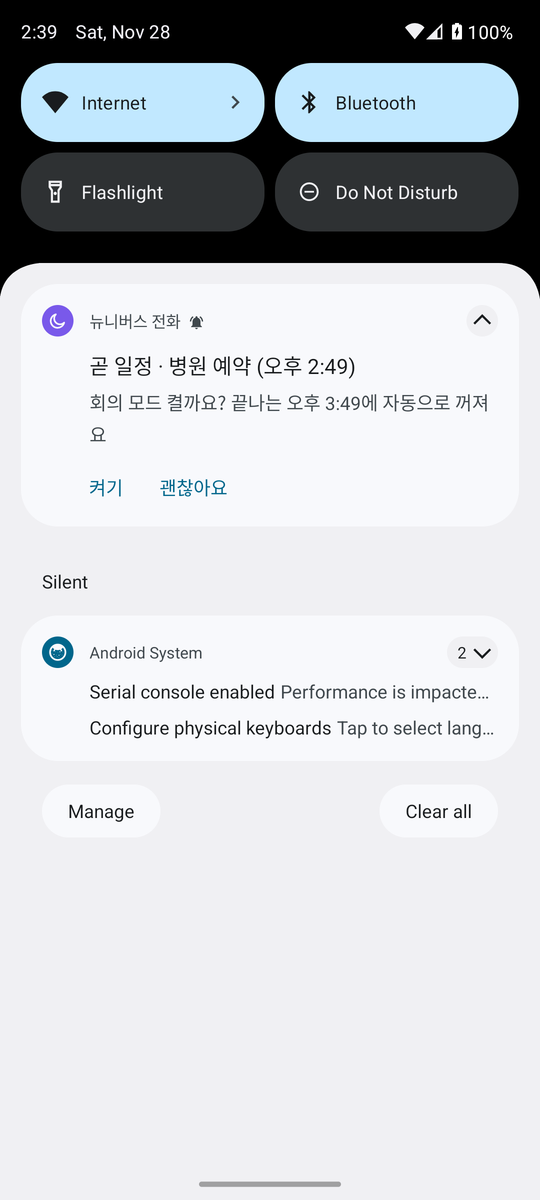 2:39 Sat, Nov 28 100%
Internet
Bluetooth
Flashlight
Do Not Disturb
뉴니버스 전화
곧 일정 · 병원 예약 (오후 2:49)
회의 모드 켤까요? 끝나는 오후 3:49에 자동으로 꺼져
요
켜기 괜찮아요
Silent
Android System 2
Serial console enabled Performance is impacte…
Configure physical keyboards Tap to select lang…
Manage
Clear all